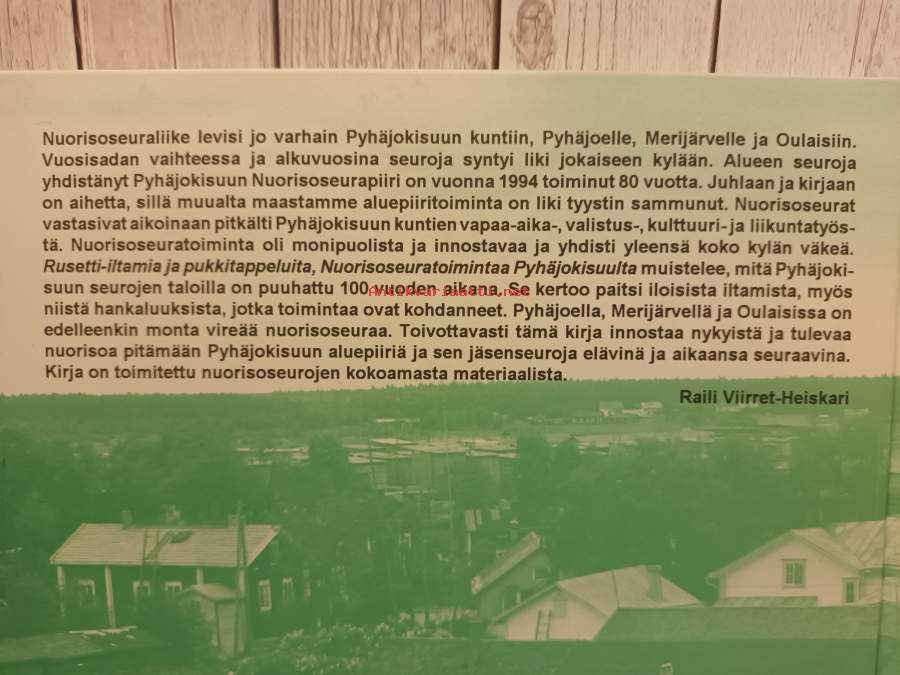 Nuorisoseuraliike levisi jo varhain Pyhäjokisuun kuntiin, Pyhäjoelle, Merijärvelle ja Oulaisiin.
Vuosisadan vaihteessa ja alkuvuosina seuroja syntyi liki jokaiseen kylään. Alueen seuroja
yhdistänyt Pyhäjokisuun Nuorisoseurapiiri on vuonna 1994 toiminut 80 vuotta. Juhlaan ja kirjaan
on aihetta, sillä muualta maastamme aluepiiritoiminta on liki tyystin sammunut. Nuorisoseurat
vastasivat aikoinaan pitkälti Pyhäjokisuun kuntien vapaa-aika-, valistus-, kulttuuri- ja liikuntatyös-
tä. Nuorisoseuratoiminta oli monipuolista ja innostavaa ja yhdisti yleensä koko kylän väkeä.
Rusetti-iltamia ja pukkitappeluita, Nuorisoseuratoimintaa Pyhäjokisuulta muistelee, mitä Pyhäjoki-
suun seurojen taloilla on puuhattu 100 vuoden aikana. Se kertoo paitsi iloisista iltamista, myös
Antikvariaatti.net
niistä hankaluuksista, jotka toimintaa ovat kohdanneet. Pyhäjoella, Merijärvellä ja Oulaisissa on
edelleenkin monta vireää nuorisoseuraa. Toivottavasti tämä kirja innostaa nykyistä ja tulevaa
nuorisoa pitämään Pyhäjokisuun aluepiiriä ja sen jäsenseuroja elävinä ja aikaansa seuraavina.
Kirja on toimitettu nuorisoseurojen kokoamasta materiaalista.
Raili Viirret-Heiskari